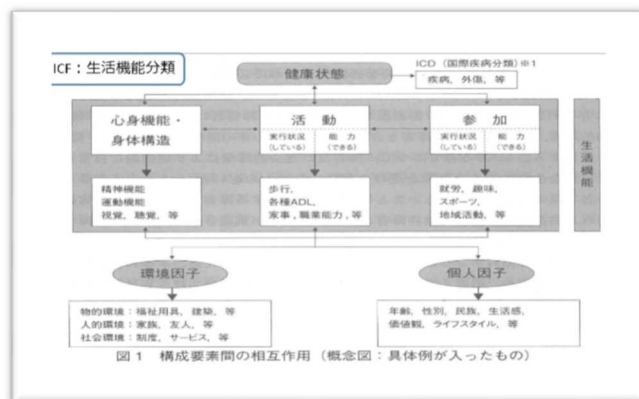 ICF：生活機能分類
健康状態
ICD（国際疾病分類）※1
疾病，外傷，等
心身機能・
身体構造
活動
実行状況
（している）
能力
（できる）
参加
実行状況
（している）
能力
（できる）
生活機能
精神機能
運動機能
視覚，聴覚，等
歩行，
各種ADL，
家事，職業能力，等
就労，趣味，
スポーツ，
地域活動，等
環境因子
個人因子
物的環境：福祉用具，建築，等
人的環境：家族，友人，等
社会環境：制度，サービス，等
年齢，性別，民族，生活感，
価値観，ライフスタイル，等
図1 構成要素間の相互作用（概念図：具体例が入ったもの）